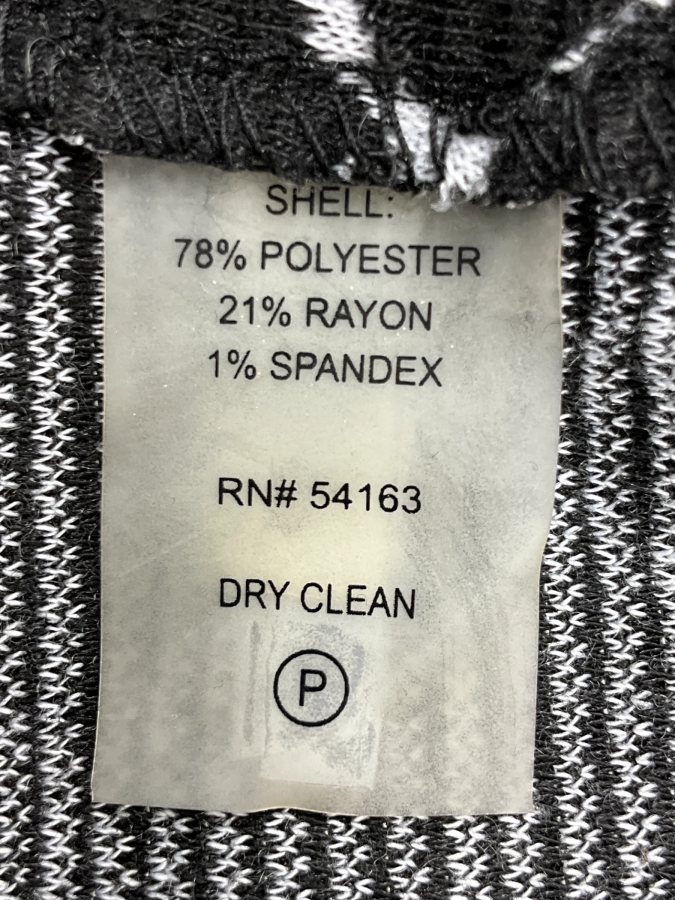 SHELL:
78% POLYESTER
21% RAYON
1% SPANDEX
RN# 54163
DRY CLEAN
P